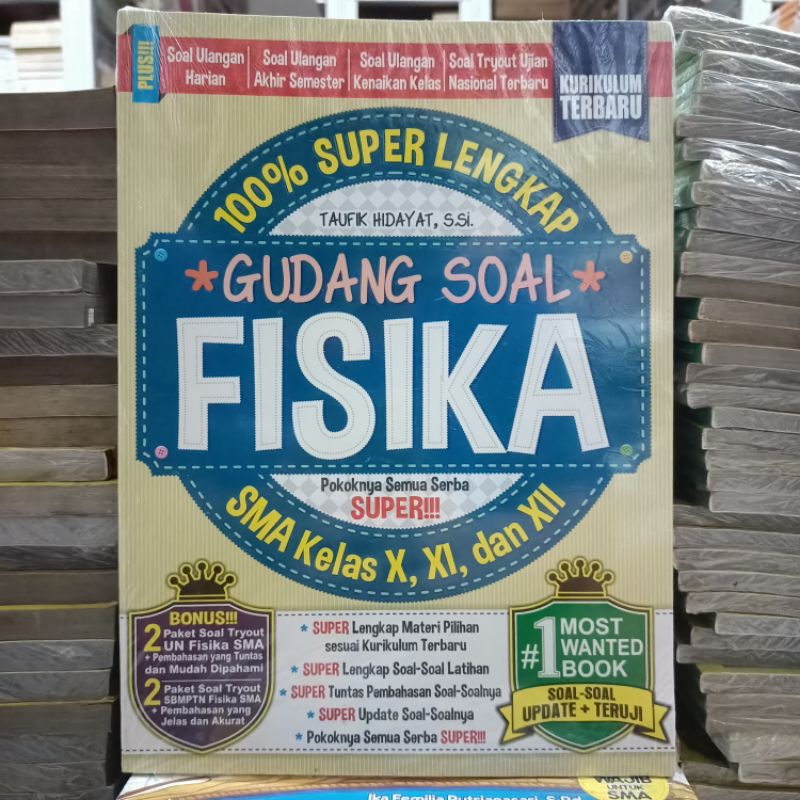 PLUS!!!
Soal Ulangan
Harian
Soal Ulangan
Akhir Semester
Soal Ulangan
Kenaikan Kelas
Soal Tryout Ujian
Nasional Terbaru
KURIKULUM
TERBARU
100% SUPER LENGKAP
TAUFIK HIDAYAT, S.Si.
*GUDANG SOAL*
FISIKA
Pokoknya Semua Serba
SUPER!!!
SMA Kelas X, XI, dan XII
BONUS!!!
2 Paket Soal Tryout
UN Fisika SMA
+ Pembahasan yang Tuntas
dan Mudah Dipahami
2 Paket Soal Tryout
SBMPTN Fisika SMA
+ Pembahasan yang
Jelas dan Akurat
* SUPER Lengkap Materi Pilihan
sesuai Kurikulum Terbaru
* SUPER Lengkap Soal-Soal Latihan
* SUPER Tuntas Pembahasan Soal-Soalnya
* SUPER Update Soal-Soalnya
* Pokoknya Semua Serba SUPER!!!
#1 MOST
WANTED
BOOK
SOAL-SOAL
UPDATE + TERUJI
WAJIB
UNTUK
SMA